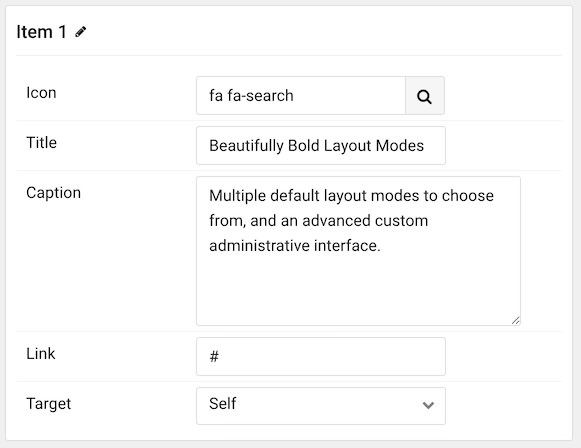 Item 1
Icon
fa fa-search
Title
Beautifully Bold Layout Modes
Caption
Multiple default layout modes to choose
from, and an advanced custom
administrative interface.
Link
#
Target
Self